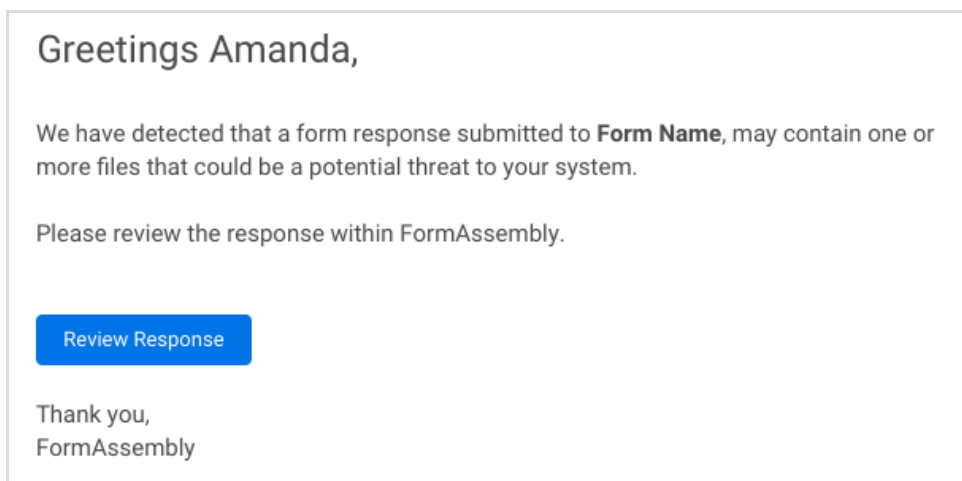 Greetings Amanda,
We have detected that a form response submitted to Form Name, may contain one or
more files that could be a potential threat to your system.
Please review the response within FormAssembly.
Review Response
Thank you,
FormAssembly